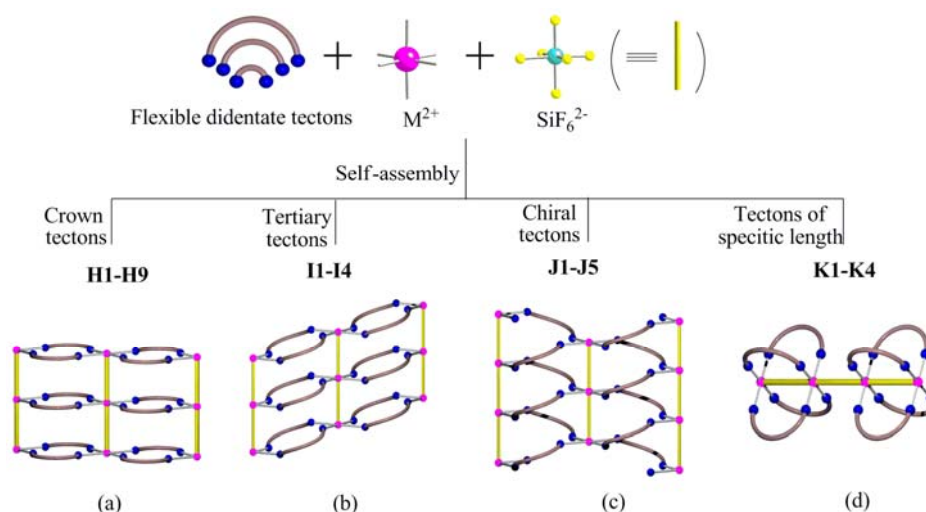 Flexible didentate tectons
M²⁺
SiF₆²⁻
Self-assembly
Crown
tectons
Tertiary
tectons
Chiral
tectons
Tectons of
specitic length
H1-H9
I1-I4
J1-J5
K1-K4
(a)
(b)
(c)
(d)